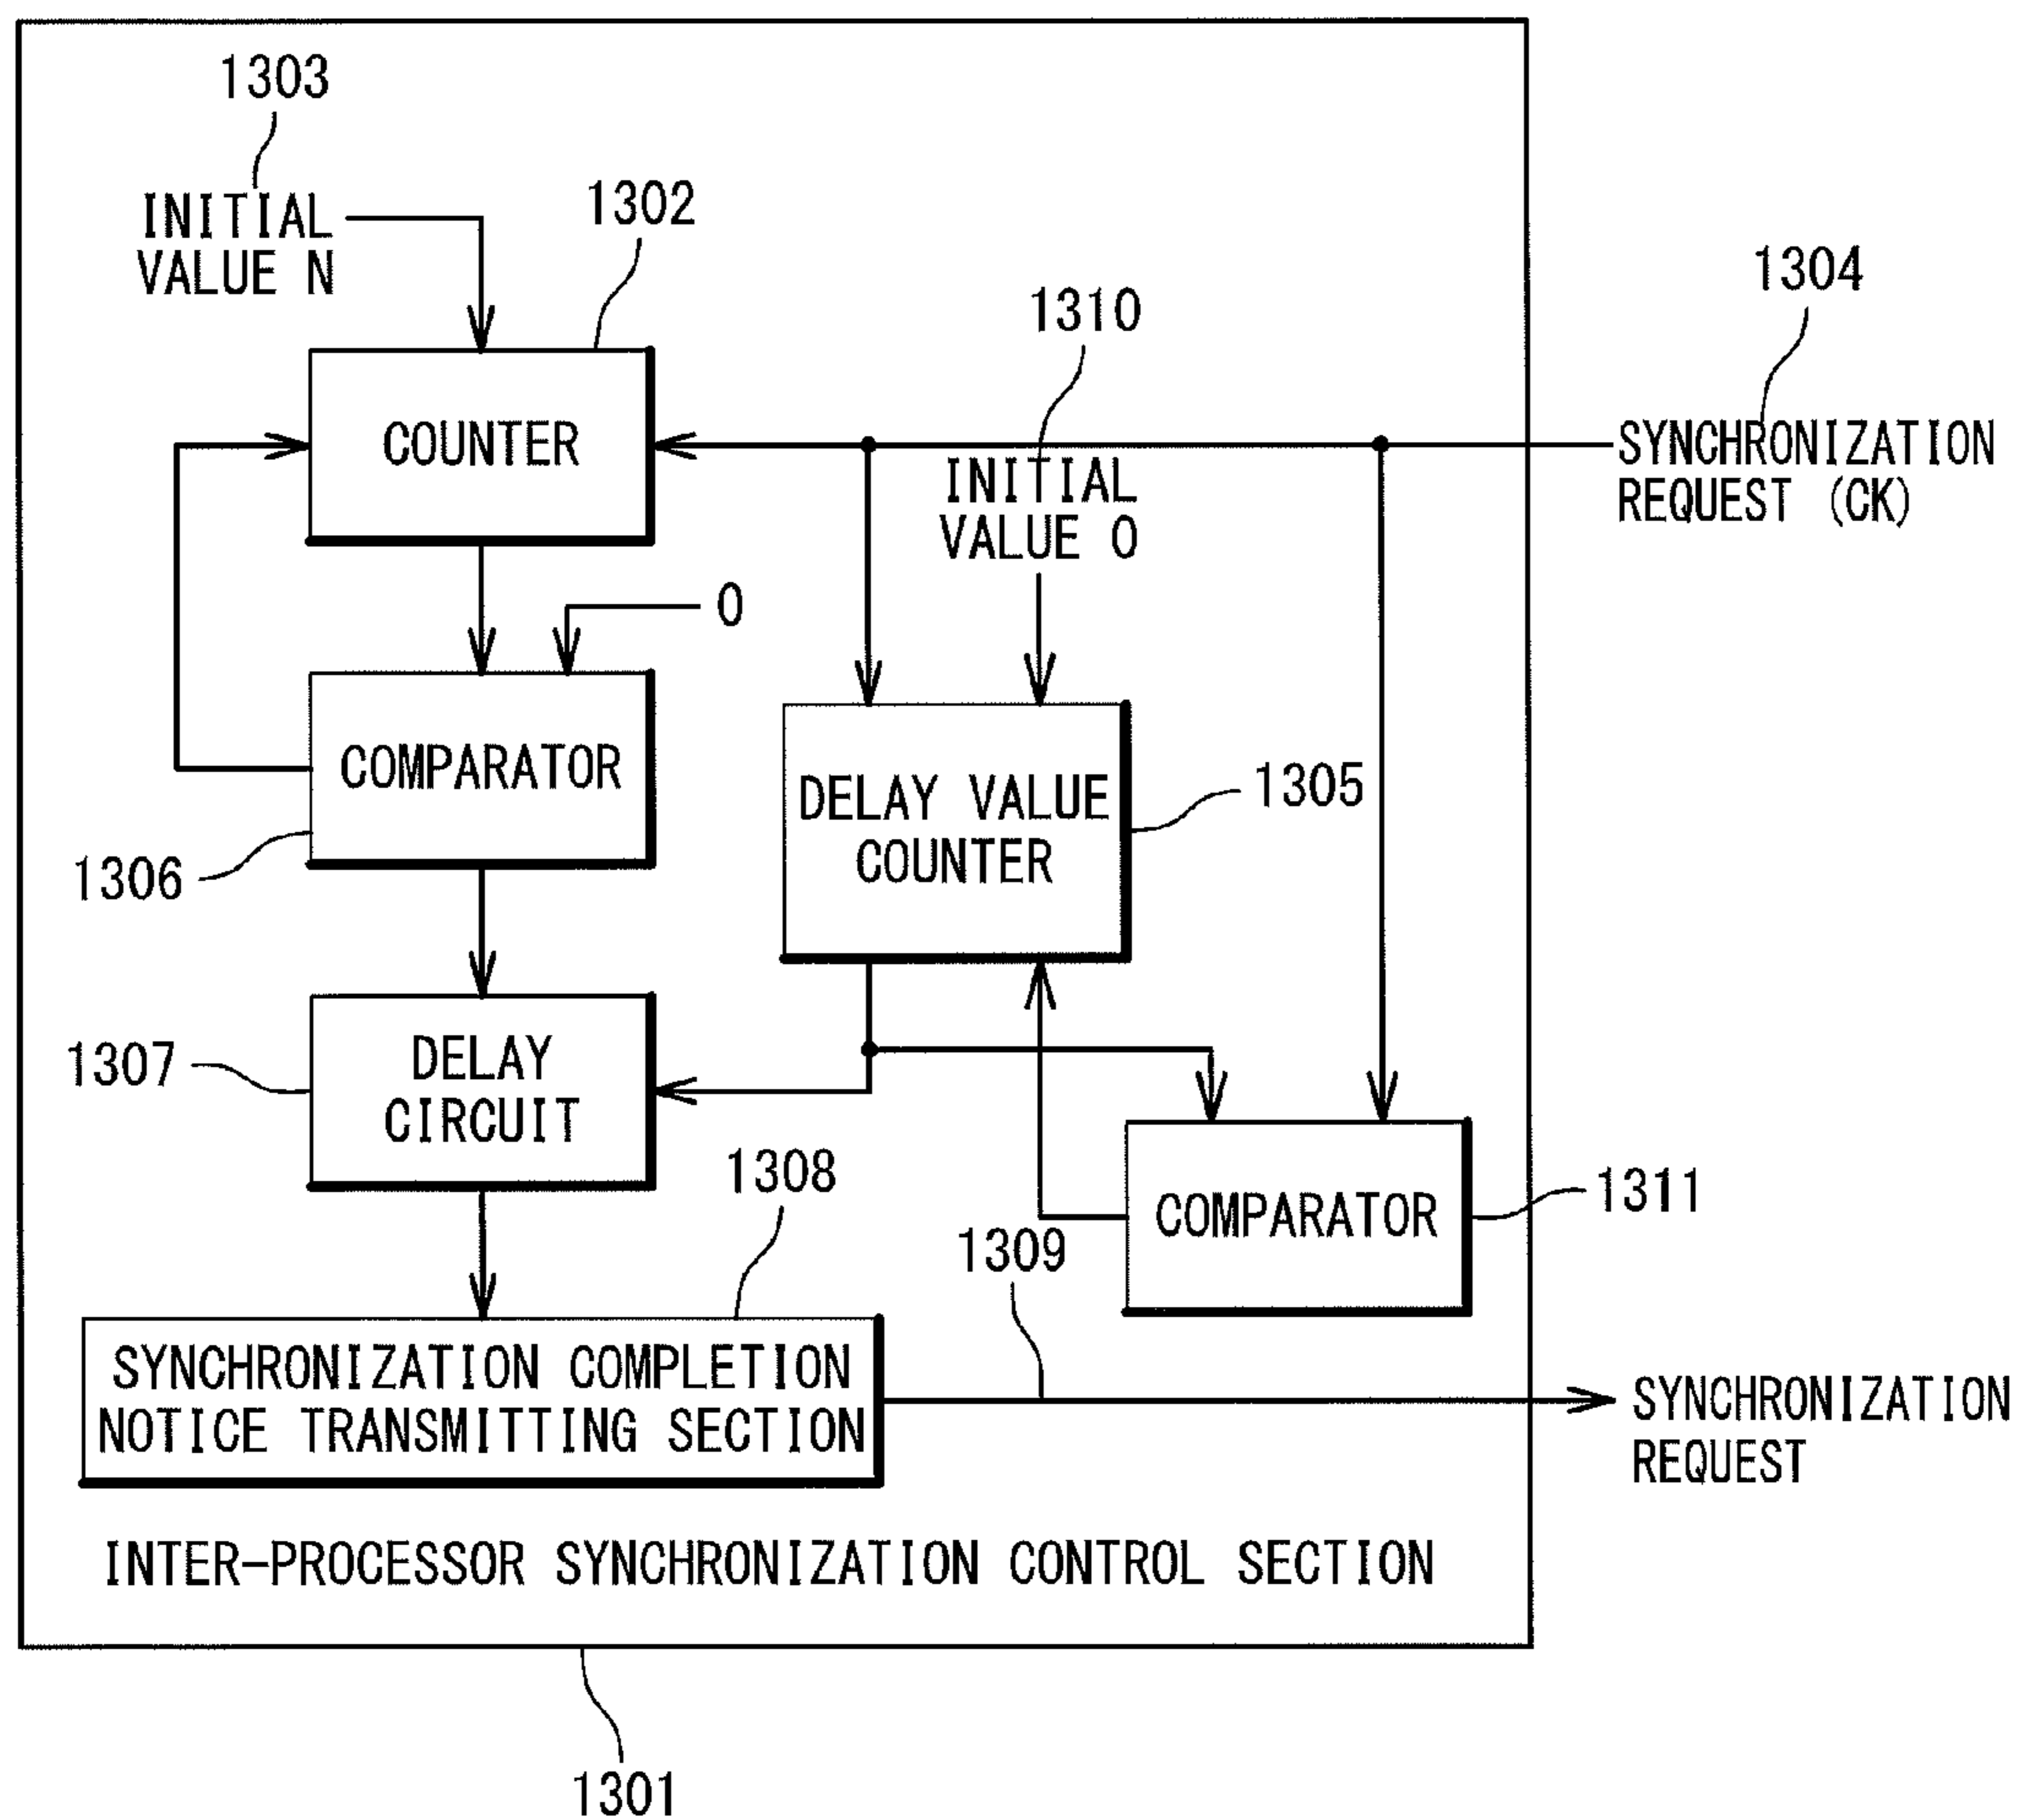 1303
INITIAL
VALUE N
1302
1310
1304
COUNTER
SYNCHRONIZATION
REQUEST (CK)
INITIAL
VALUE 0
0
COMPARATOR
1306
DELAY VALUE
COUNTER
1305
DELAY
CIRCUIT
1307
1308
COMPARATOR
1311
1309
SYNCHRONIZATION COMPLETION
NOTICE TRANSMITTING SECTION
SYNCHRONIZATION
REQUEST
INTER-PROCESSOR SYNCHRONIZATION CONTROL SECTION
1301